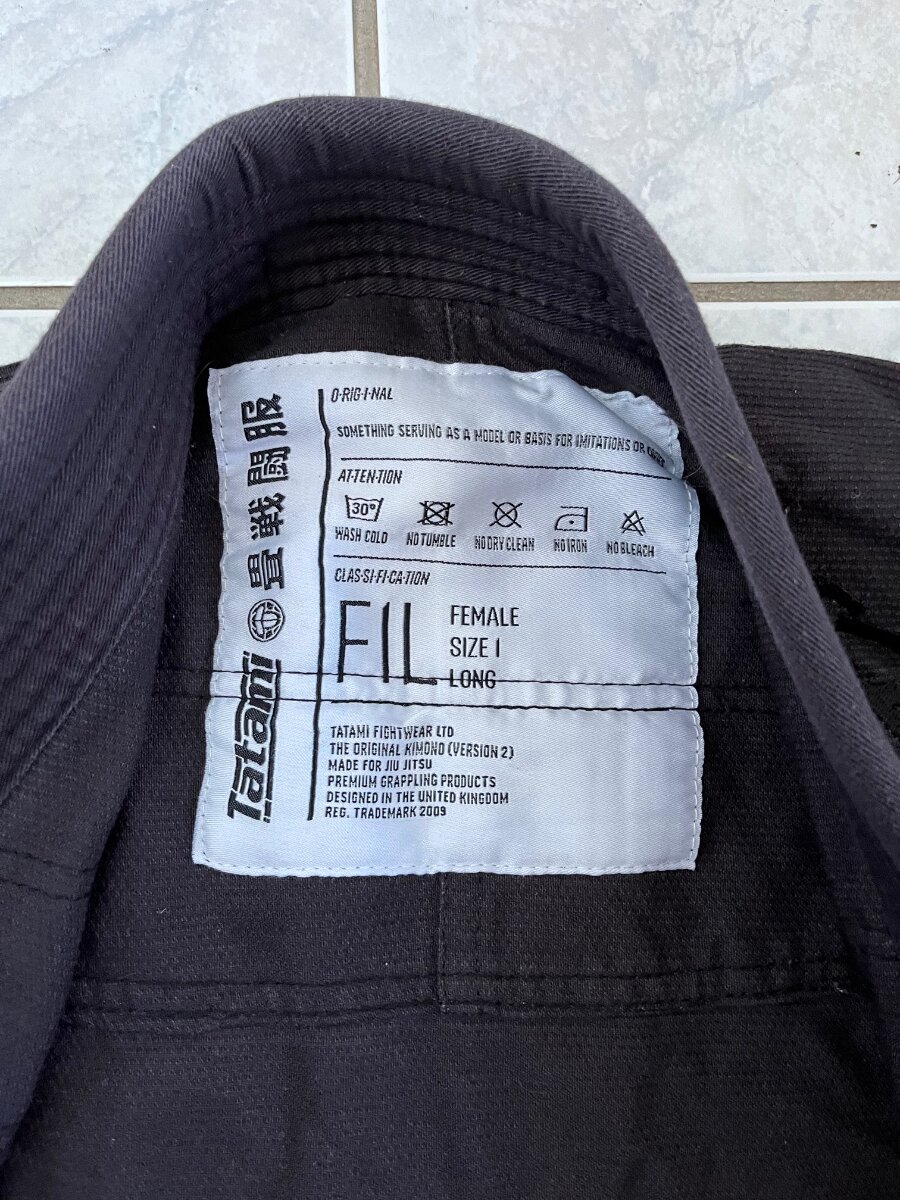 Tatami 畳戦闘服
O·RIG·I·NAL
SOMETHING SERVING AS A MODEL OR BASIS FOR IMITATIONS OR
AT·TEN·TION
30°
WASH COLD NO TUMBLE NO DRY CLEAN NO IRON NO BLEACH
CLAS·SI·FI·CA·TION
F1L
FEMALE
SIZE 1
LONG
TATAMI FIGHTWEAR LTD
THE ORIGINAL KIMONO (VERSION 2)
MADE FOR JIU JITSU
PREMIUM GRAPPLING PRODUCTS
DESIGNED IN THE UNITED KINGDOM
REG. TRADEMARK 2009